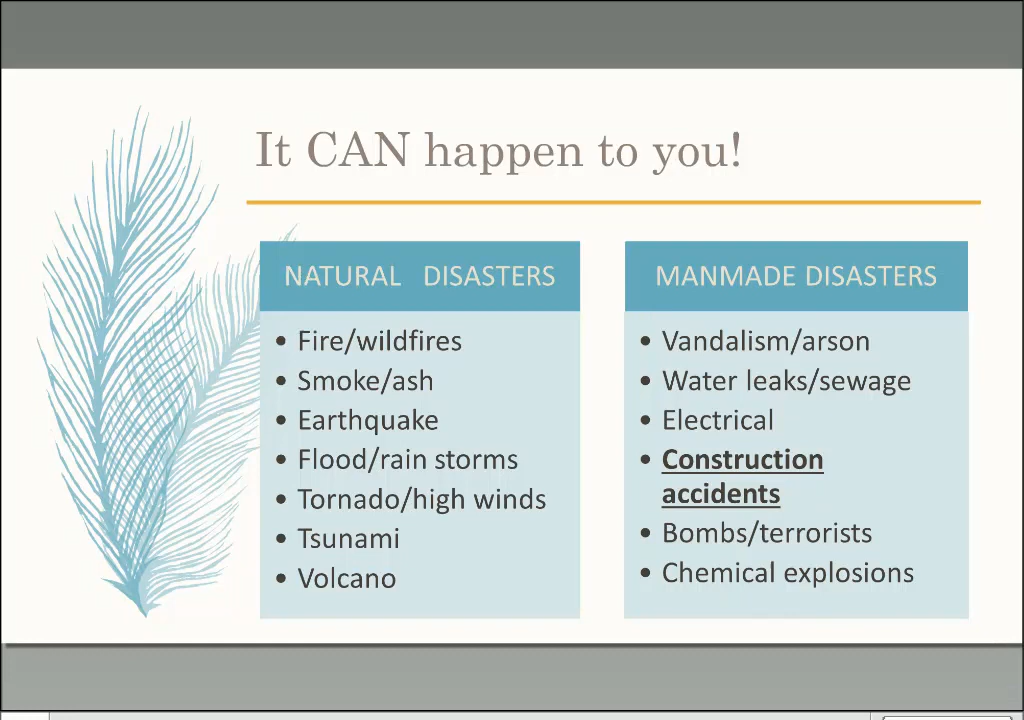 It CAN happen to you!
NATURAL DISASTERS
• Fire/wildfires
• Smoke/ash
• Earthquake
• Flood/rain storms
• Tornado/high winds
• Tsunami
• Volcano
MANMADE DISASTERS
• Vandalism/arson
• Water leaks/sewage
• Electrical
• Construction
accidents
• Bombs/terrorists
• Chemical explosions